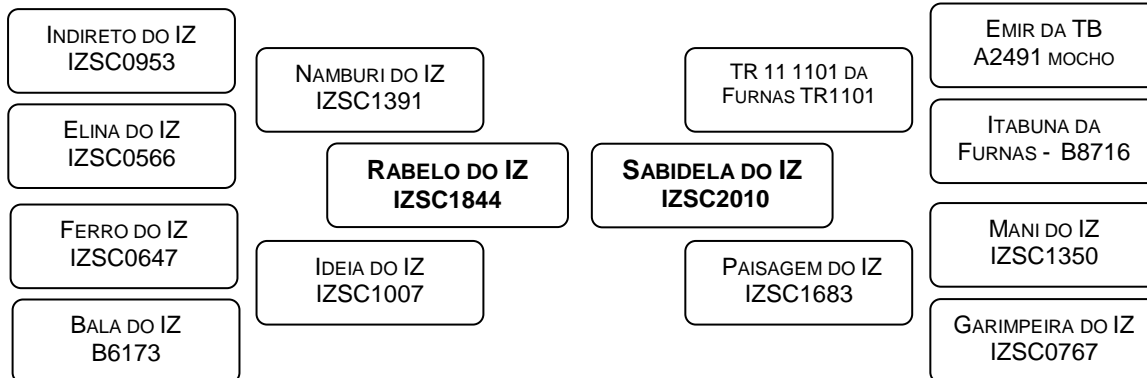 Indireto do IZ
IZSC0953
Elina do IZ
IZSC0566
Ferro do IZ
IZSC0647
Bala do IZ
B6173
Namburi do IZ
IZSC1391
Ideia do IZ
IZSC1007
Rabelo do IZ
IZSC1844
Sabidela do IZ
IZSC2010
TR 11 1101 da
Furnas TR1101
Paisagem do IZ
IZSC1683
Emir da TB
A2491 mocho
Itabuna da
Furnas - B8716
Mani do IZ
IZSC1350
Garimpeira do IZ
IZSC0767